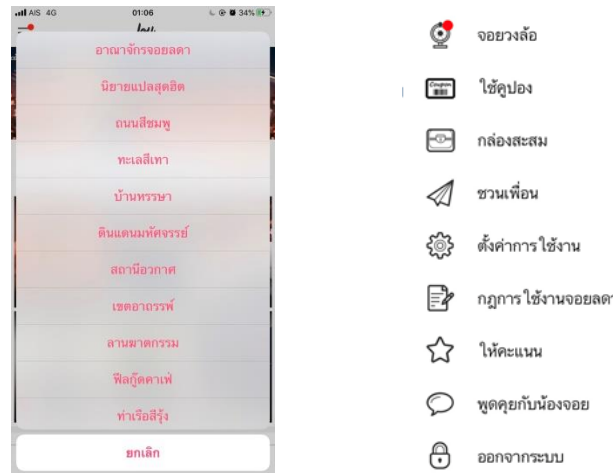 AIS 4G 01:06 34%
อาณาจักรจอยลดา
นิยายแปลสุดฮิต
ถนนสีชมพู
ทะเลสีเทา
บ้านหรรษา
ดินแดนมหัศจรรย์
สถานีอวกาศ
เขตอาถรรพ์
ลานฆาตกรรม
ฟีลกู๊ดคาเฟ่
ท่าเรือสีรุ้ง
ยกเลิก
จอยวงล้อ
Coupon ใช้คูปอง
กล่องสะสม
ชวนเพื่อน
ตั้งค่าการใช้งาน
กฎการใช้งานจอยลดา
ให้คะแนน
พูดคุยกับน้องจอย
ออกจากระบบ